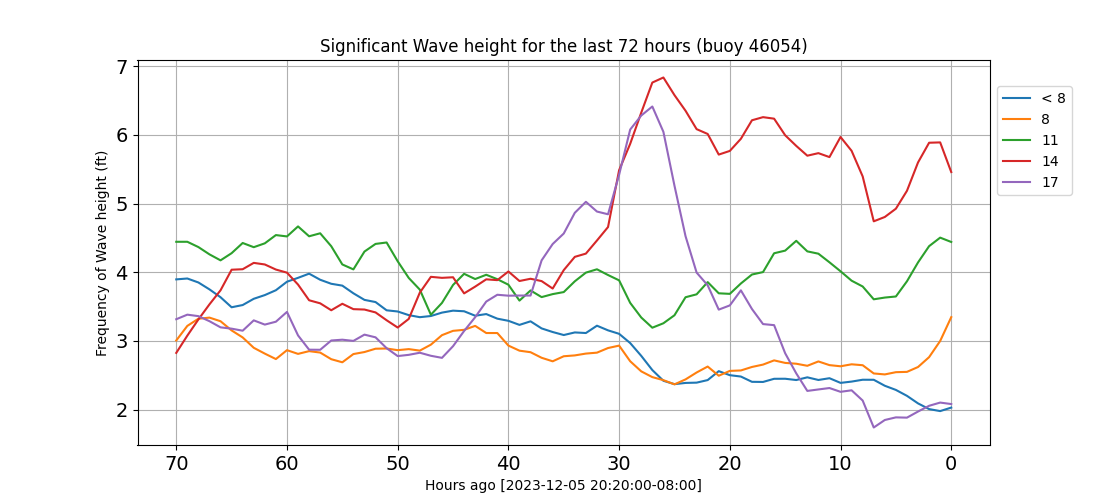 Significant Wave height for the last 72 hours (buoy 46054)
Frequency of Wave height (ft)
7
6
5
4
3
2
70 60 50 40 30 20 10 0
Hours ago [2023-12-05 20:20:00-08:00]
< 8
8
11
14
17